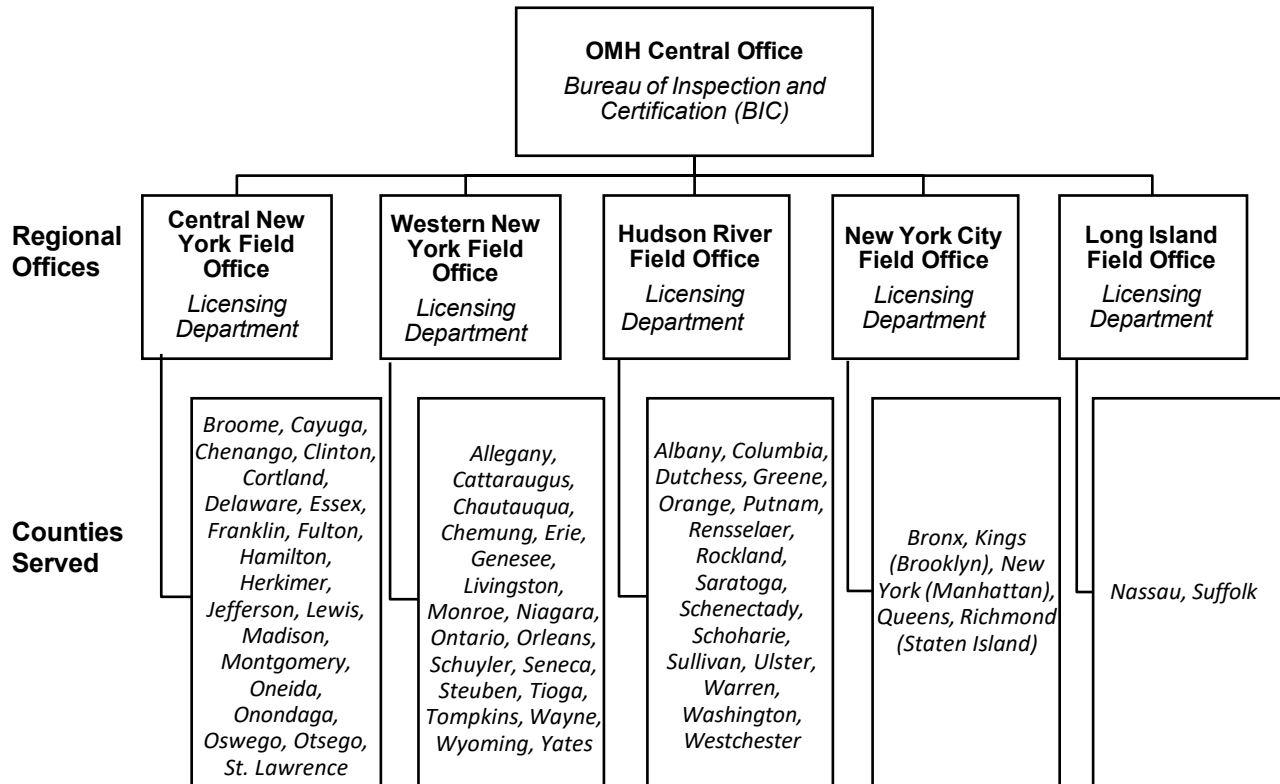 OMH Central Office
Bureau of Inspection and
Certification (BIC)
Regional
Offices
Central New
York Field
Office
Licensing
Department
Western New
York Field
Office
Licensing
Department
Hudson River
Field Office
Licensing
Department
New York City
Field Office
Licensing
Department
Long Island
Field Office
Licensing
Department
Counties
Served
Broome, Cayuga,
Chenango, Clinton,
Cortland,
Delaware, Essex,
Franklin, Fulton,
Hamilton,
Herkimer,
Jefferson, Lewis,
Madison,
Montgomery,
Oneida,
Onondaga,
Oswego, Otsego,
St. Lawrence
Allegany,
Cattaraugus,
Chautauqua,
Chemung, Erie,
Genesee,
Livingston,
Monroe, Niagara,
Ontario, Orleans,
Schuyler, Seneca,
Steuben, Tioga,
Tompkins, Wayne,
Wyoming, Yates
Albany, Columbia,
Dutchess, Greene,
Orange, Putnam,
Rensselaer,
Rockland,
Saratoga,
Schenectady,
Schoharie,
Sullivan, Ulster,
Warren,
Washington,
Westchester
Bronx, Kings
(Brooklyn), New
York (Manhattan),
Queens, Richmond
(Staten Island)
Nassau, Suffolk